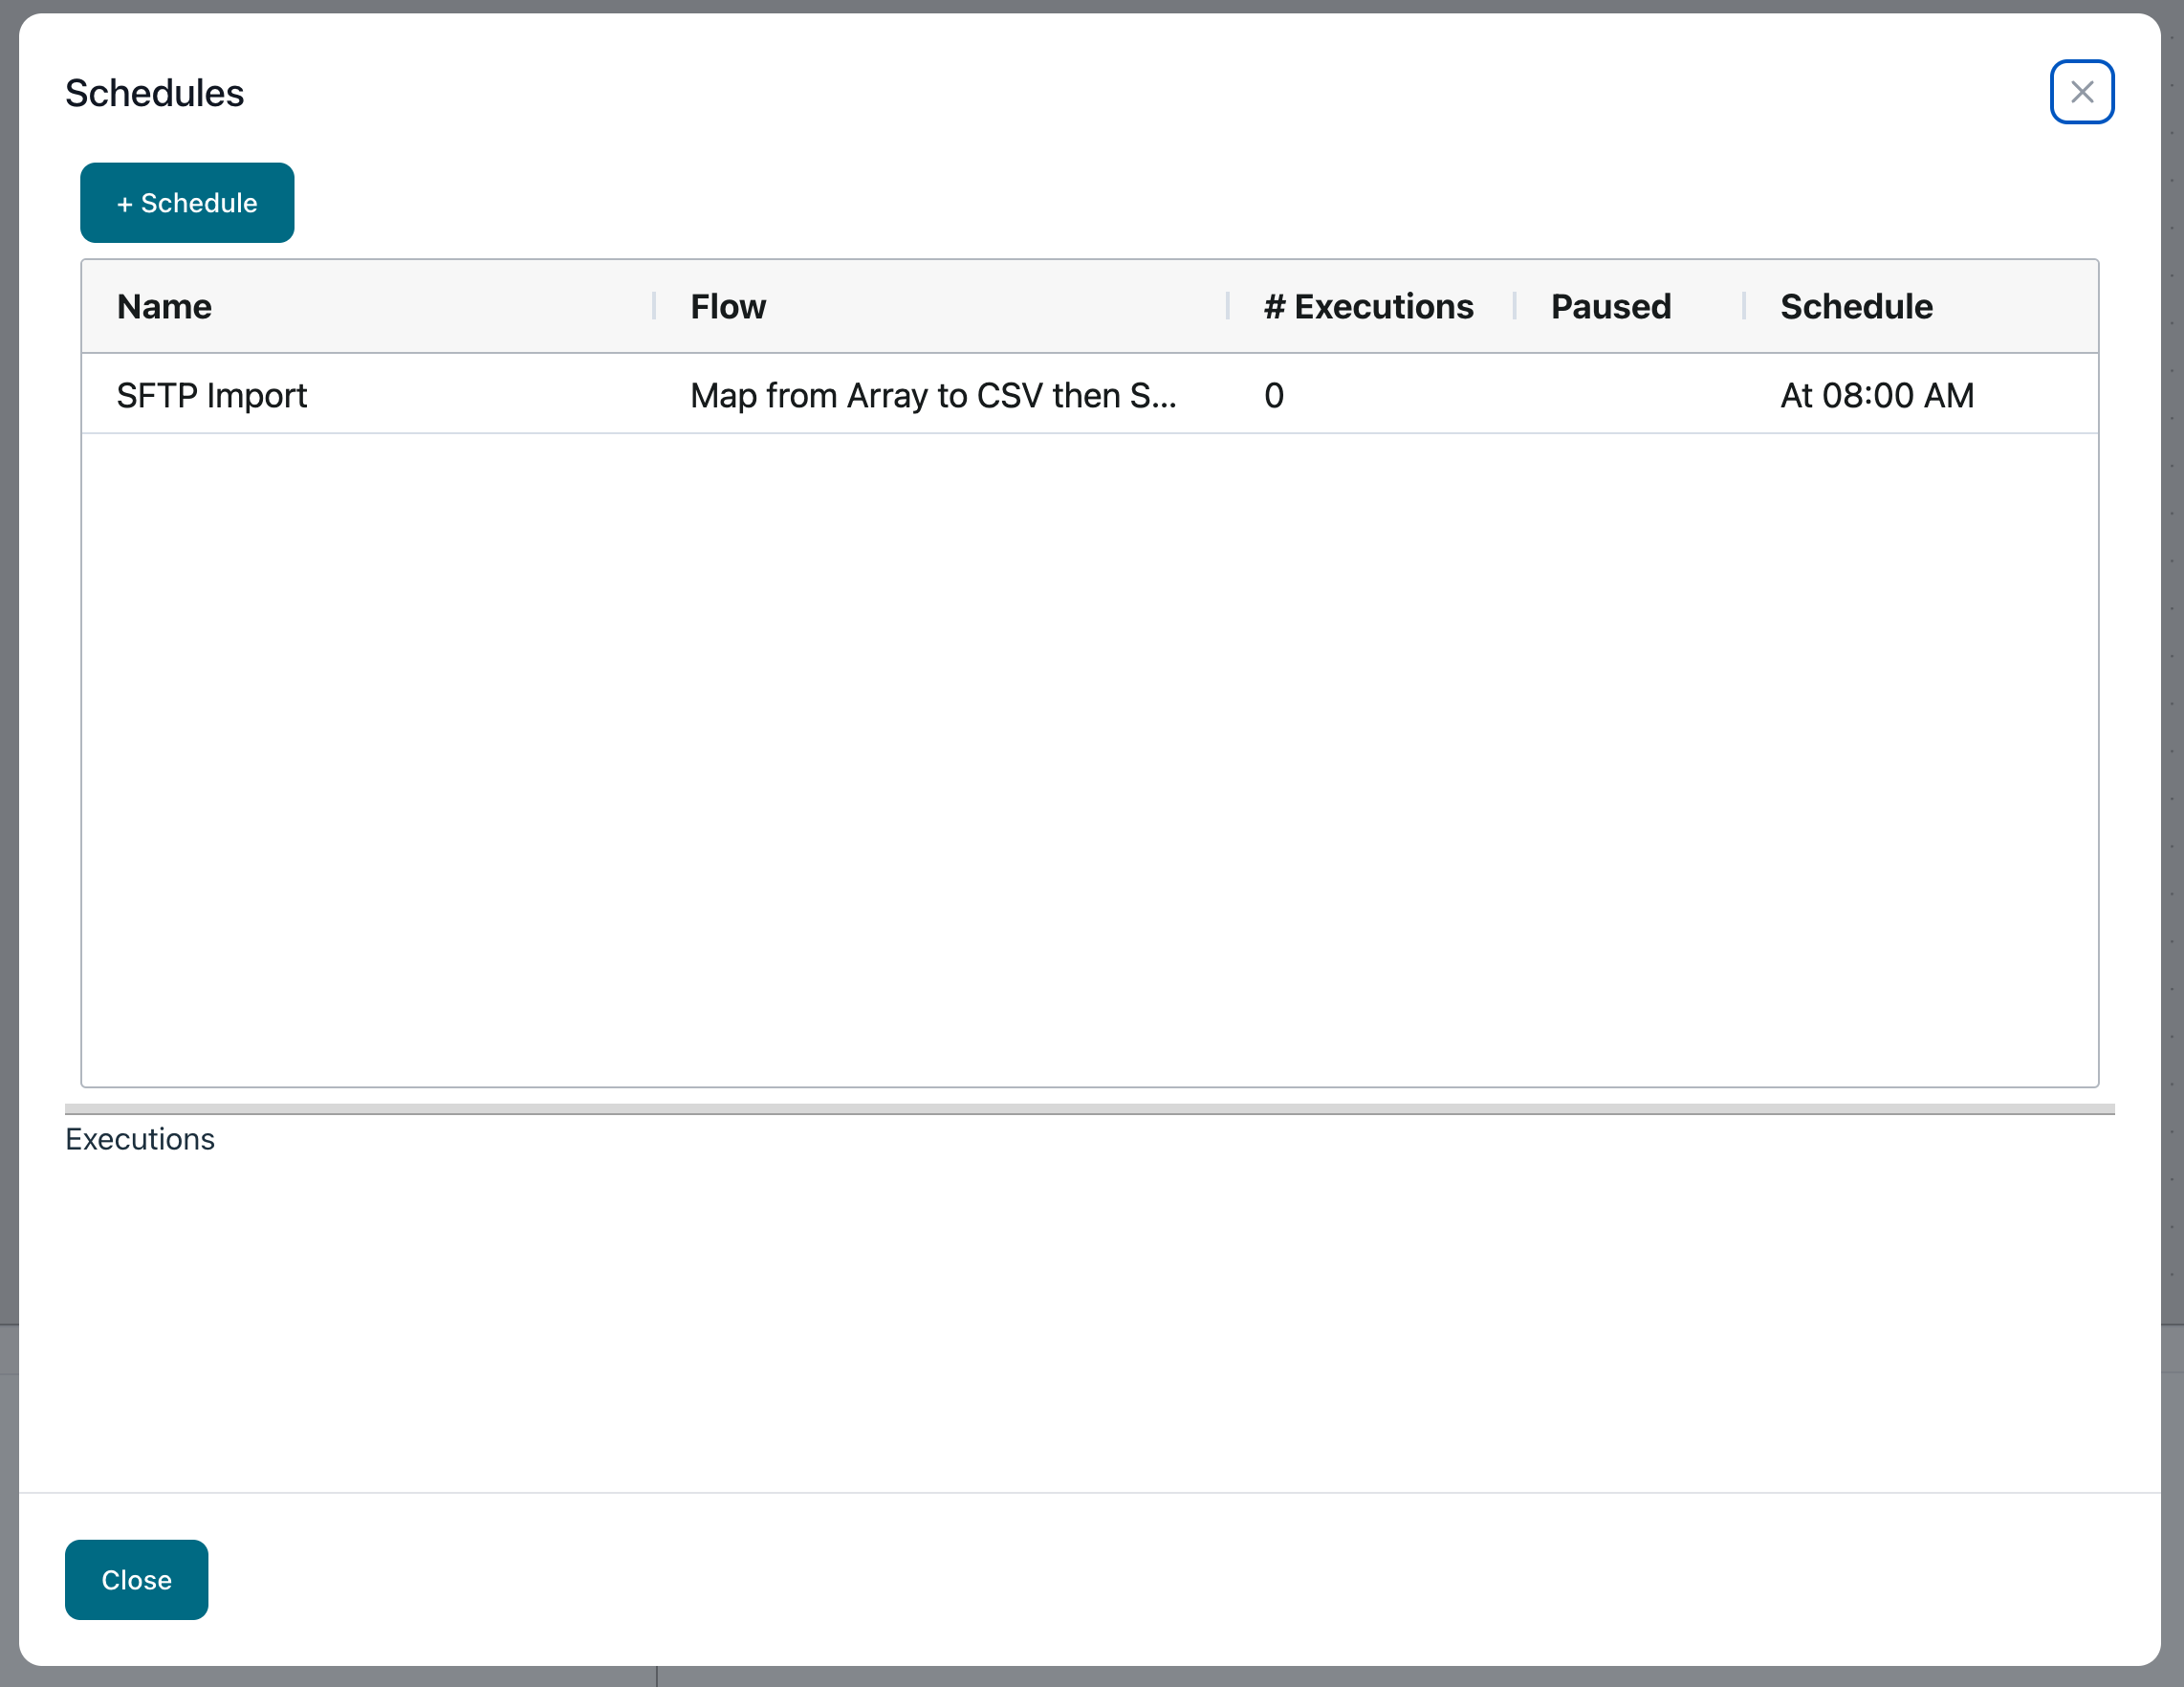 Schedules
+ Schedule
Name Flow # Executions Paused Schedule
SFTP Import Map from Array to CSV then S... 0 At 08:00 AM
Executions
Close